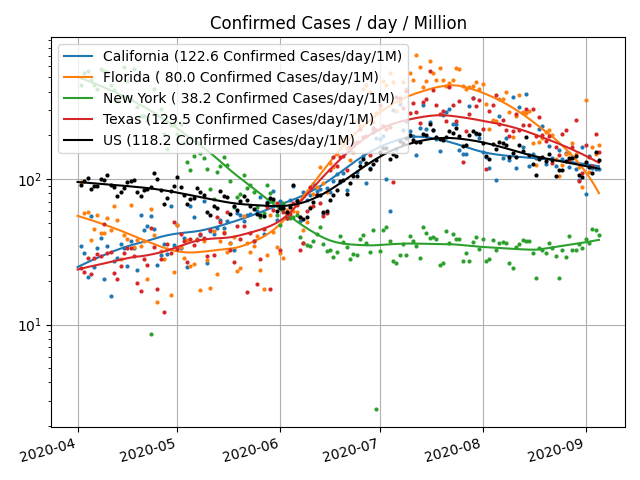 Confirmed Cases / day / Million
California (122.6 Confirmed Cases/day/1M)
Florida ( 80.0 Confirmed Cases/day/1M)
New York ( 38.2 Confirmed Cases/day/1M)
Texas (129.5 Confirmed Cases/day/1M)
US (118.2 Confirmed Cases/day/1M)
10²
10¹
2020-04 2020-05 2020-06 2020-07 2020-08 2020-09